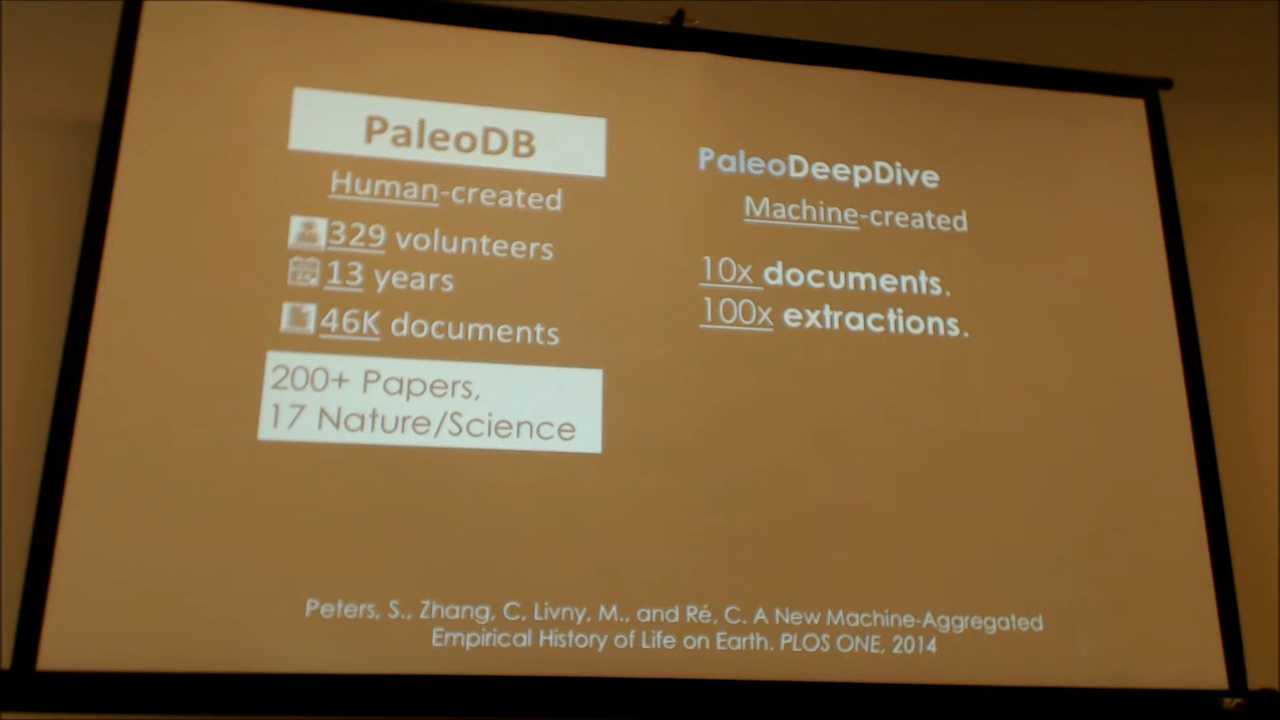 PaleoDB
Human-created
329 volunteers
13 years
46K documents
200+ Papers,
17 Nature/Science
PaleoDeepDive
Machine-created
10x documents.
100x extractions.
Peters, S., Zhang, C, Livny, M., and Ré, C. A New Machine-Aggregated
Empirical History of Life on Earth. PLOS ONE, 2014